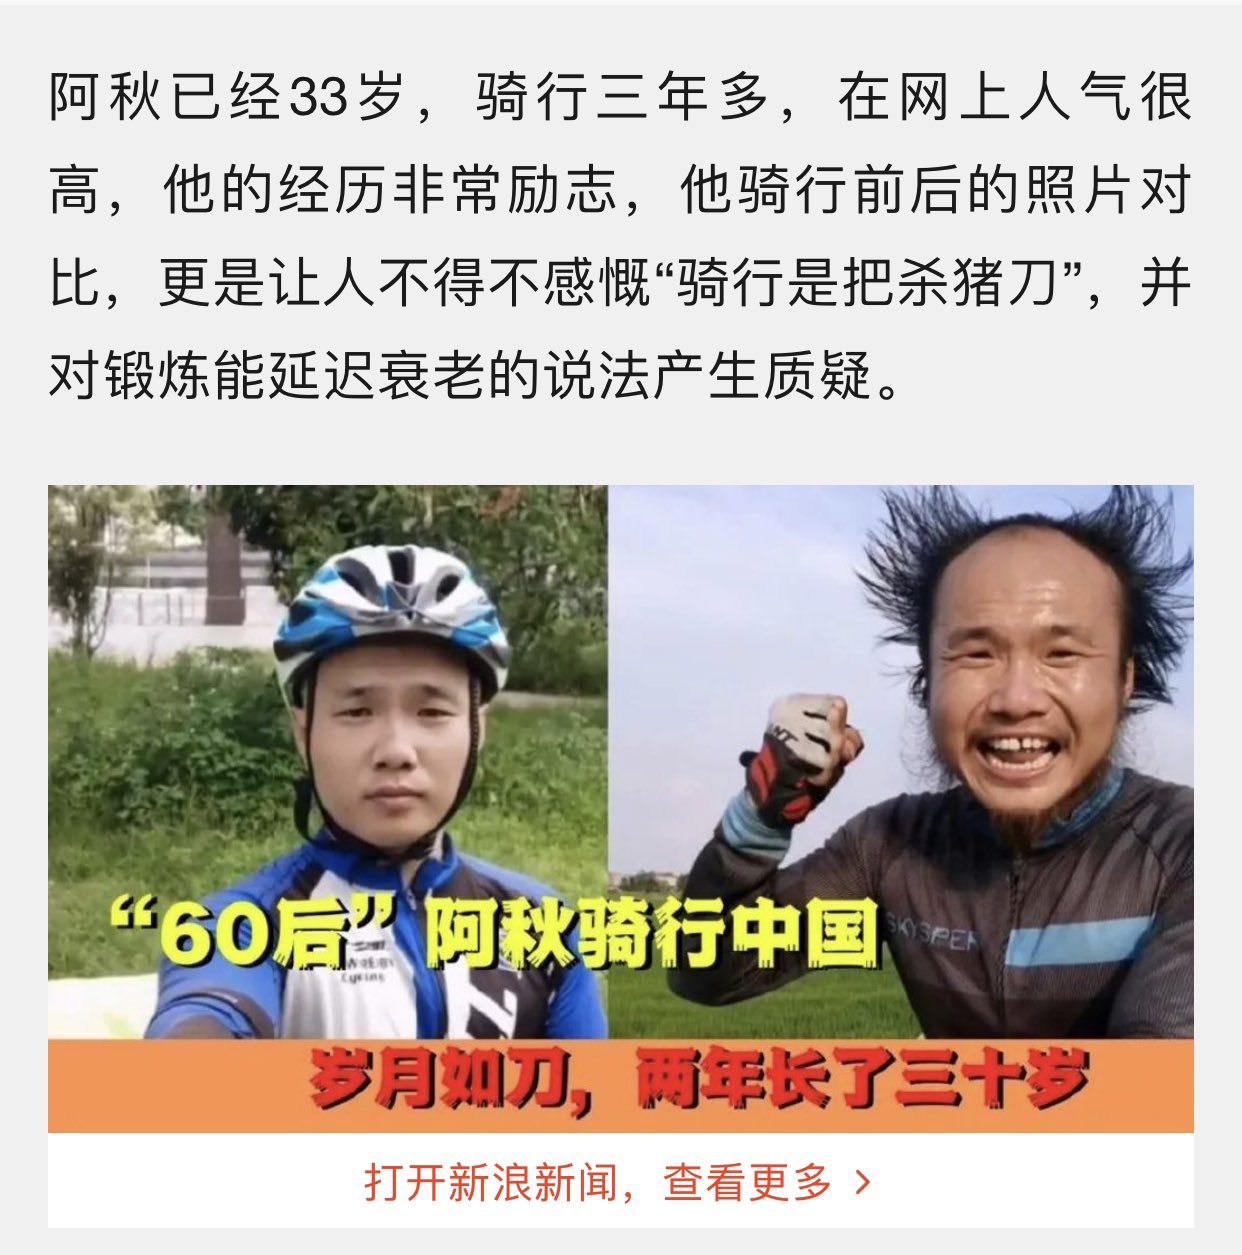 阿秋已经33岁，骑行三年多，在网上人气很
高，他的经历非常励志，他骑行前后的照片对
比，更是让人不得不感慨“骑行是把杀猪刀”，并
对锻炼能延迟衰老的说法产生质疑。
“60后”阿秋骑行中国
Cycling
SKYSPER
岁月如刀，两年长了三十岁
打开新浪新闻，查看更多 >